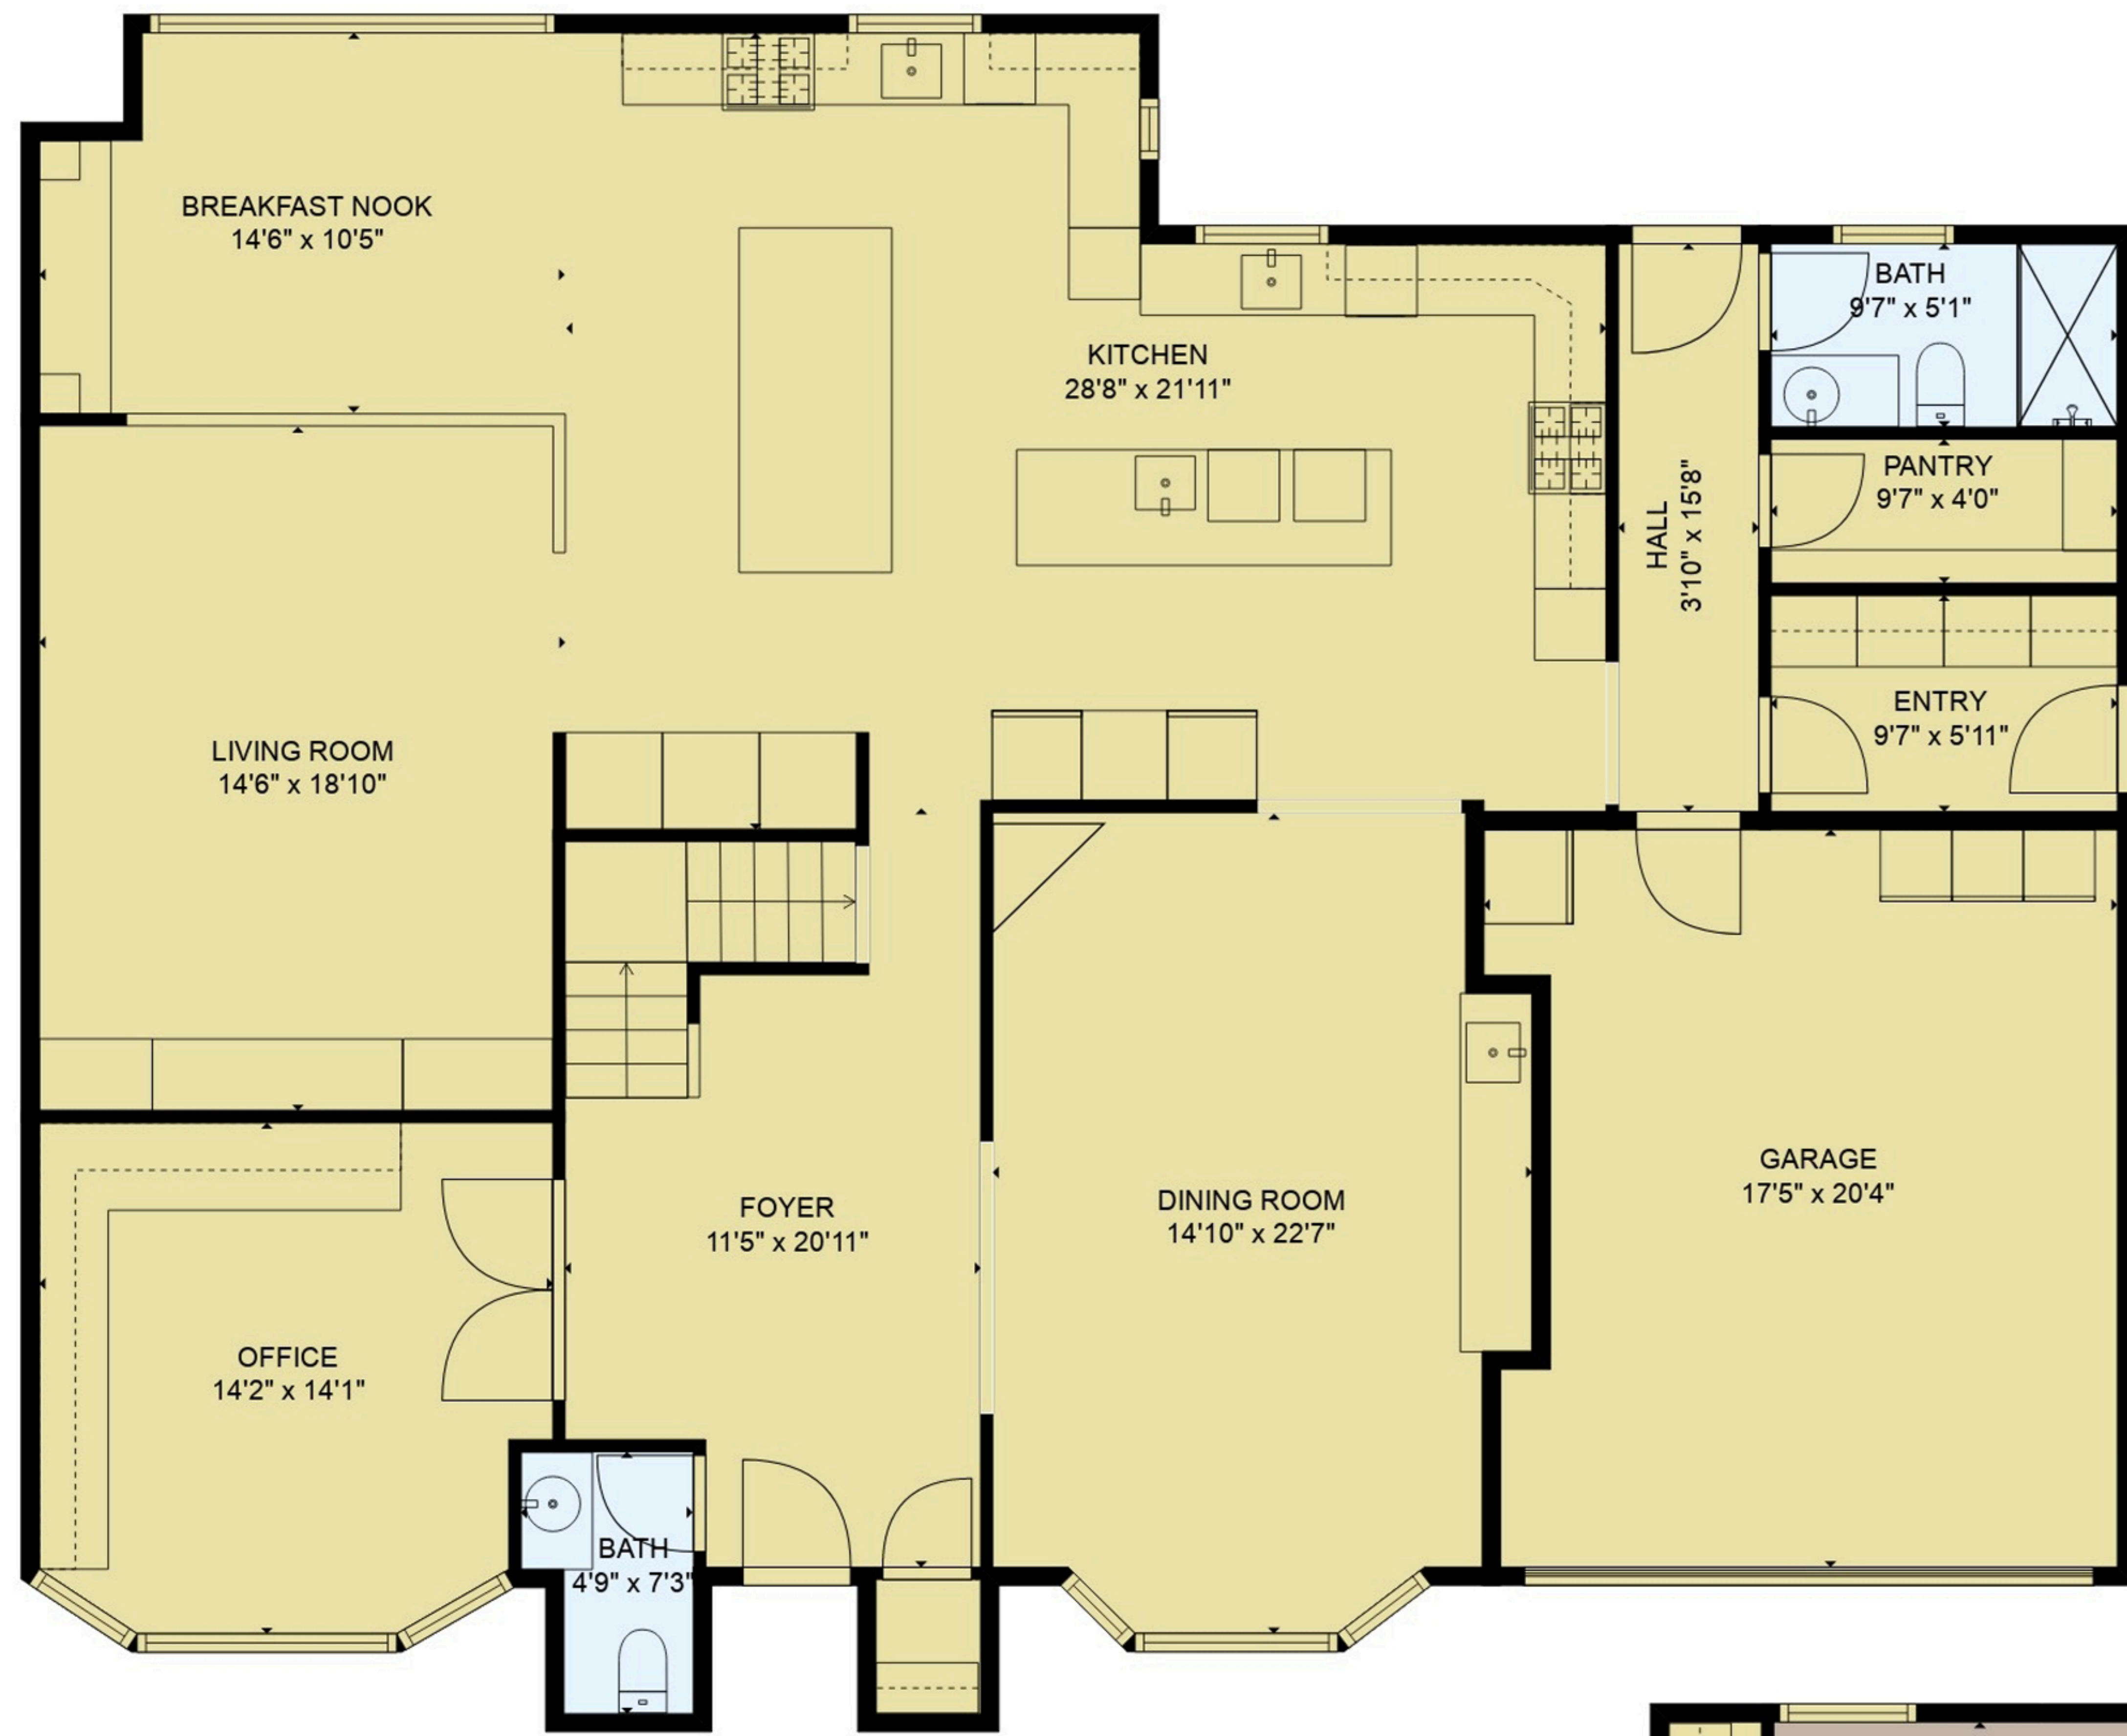 BREAKFAST NOOK
14'6" x 10'5"
BATH
9'7" x 5'1"
KITCHEN
28'8" x 21'11"
PANTRY
9'7" x 4'0"
HALL
3'10" x 15'8"
ENTRY
9'7" x 5'11"
LIVING ROOM
14'6" x 18'10"
GARAGE
17'5" x 20'4"
FOYER
11'5" x 20'11"
DINING ROOM
14'10" x 22'7"
OFFICE
14'2" x 14'1"
BATH
4'9" x 7'3"